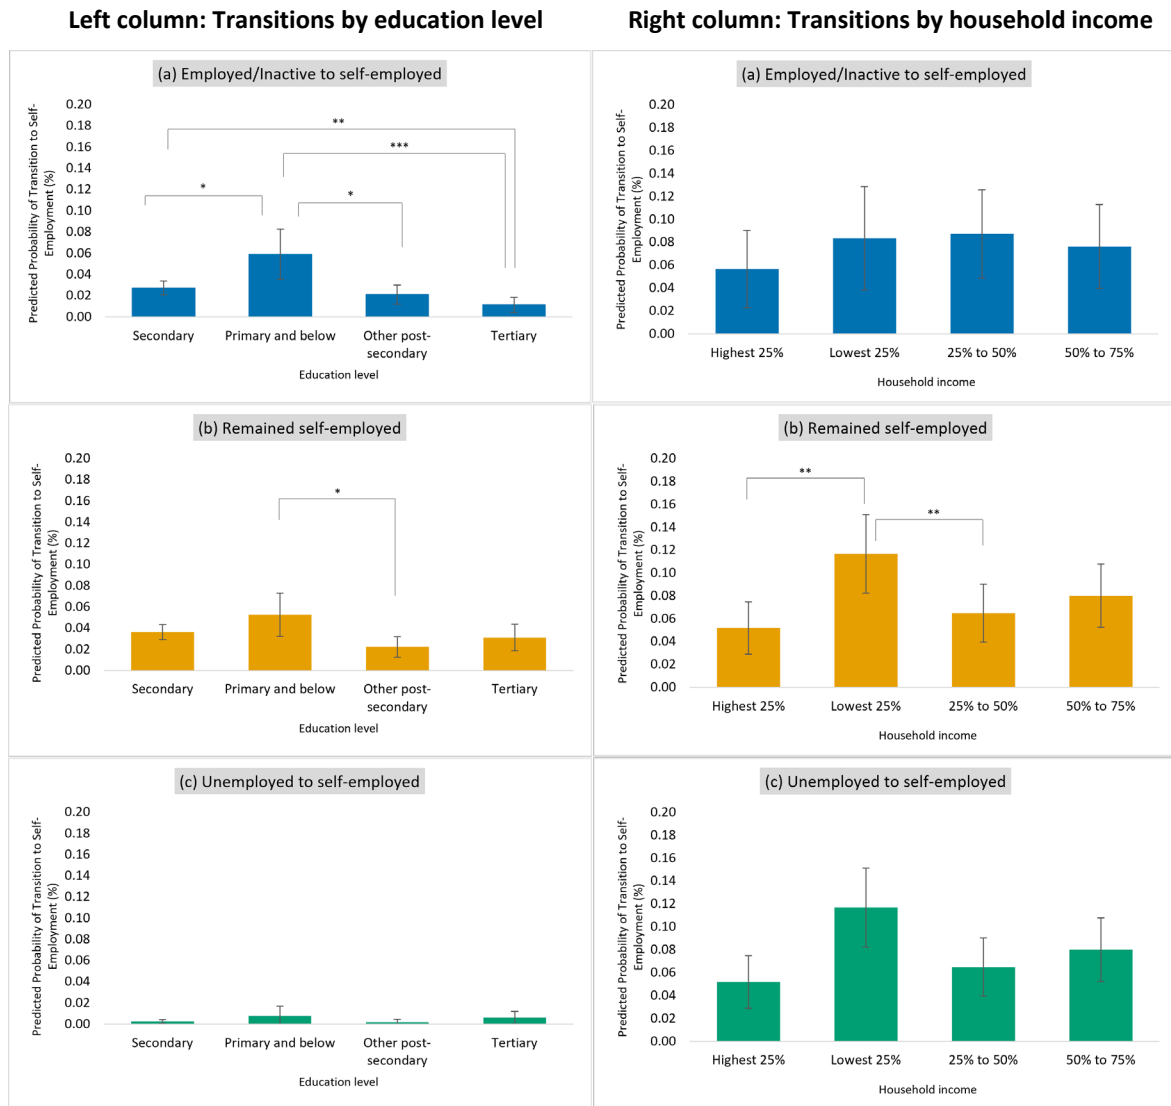 Left column: Transitions by education level
Right column: Transitions by household income
(a) Employed/Inactive to self-employed
Predicted Probability of Transition to Self-
Employment (%)
0.20
0.18
0.16
0.14
0.12
0.10
0.08
0.06
0.04
0.02
0.00
**
***
*
*
Secondary
Primary and below
Other post-
secondary
Tertiary
Education level
(a) Employed/Inactive to self-employed
Predicted Probability of Transition to Self-
Employment (%)
0.20
0.18
0.16
0.14
0.12
0.10
0.08
0.06
0.04
0.02
0.00
Highest 25%
Lowest 25%
25% to 50%
50% to 75%
Household income
(b) Remained self-employed
Predicted Probability of Transition to Self-
Employment (%)
0.20
0.18
0.16
0.14
0.12
0.10
0.08
0.06
0.04
0.02
0.00
*
Secondary
Primary and below
Other post-
secondary
Tertiary
Education level
(b) Remained self-employed
Predicted Probability of Transition to Self-
Employment (%)
0.20
0.18
0.16
0.14
0.12
0.10
0.08
0.06
0.04
0.02
0.00
**
**
Highest 25%
Lowest 25%
25% to 50%
50% to 75%
Household income
(c) Unemployed to self-employed
Predicted Probability of Transition to Self-
Employment (%)
0.20
0.18
0.16
0.14
0.12
0.10
0.08
0.06
0.04
0.02
0.00
Secondary
Primary and below
Other post-
secondary
Tertiary
Education level
(c) Unemployed to self-employed
Predicted Probability of Transition to Self-
Employment (%)
0.20
0.18
0.16
0.14
0.12
0.10
0.08
0.06
0.04
0.02
0.00
Highest 25%
Lowest 25%
25% to 50%
50% to 75%
Household income